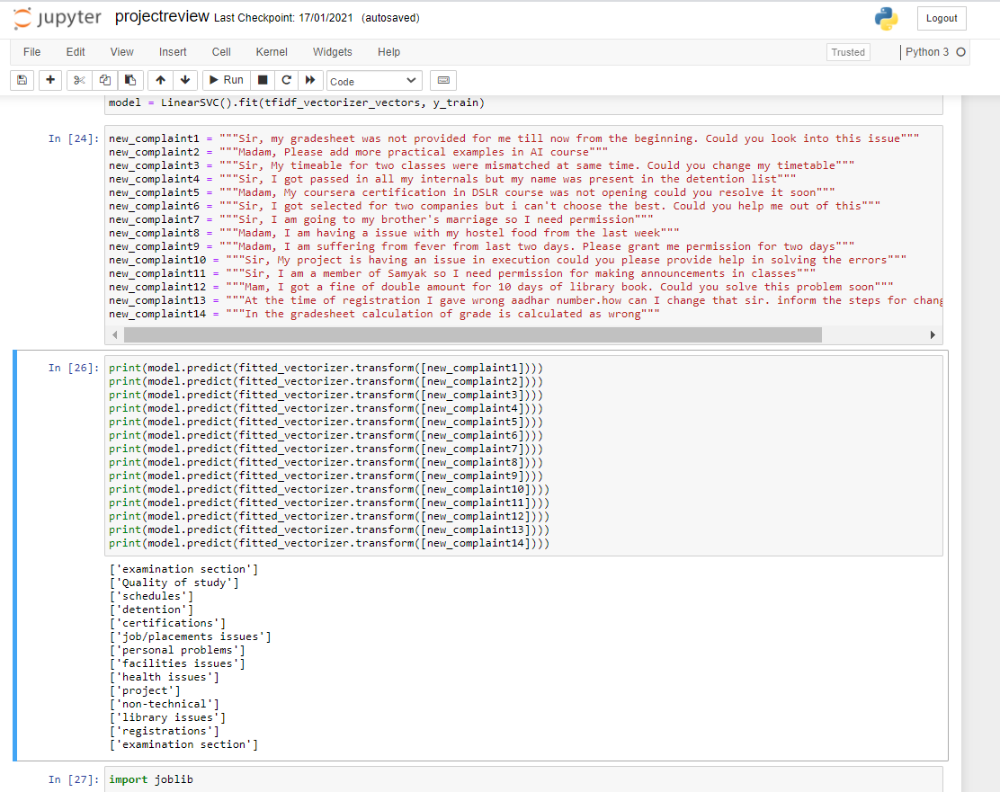 jupyter projectreview Last Checkpoint: 17/01/2021 (autosaved)
Logout
File Edit View Insert Cell Kernel Widgets Help
Trusted
Python 3
Run
Code
model = LinearSVC().fit(tfidf_vectorizer_vectors, y_train)
In [24]:
new_complaint1 = """Sir, my gradesheet was not provided for me till now from the beginning. Could you look into this issue"""
new_complaint2 = """Madam, Please add more practical examples in AI course"""
new_complaint3 = """Sir, My timeable for two classes were mismatched at same time. Could you change my timetable"""
new_complaint4 = """Sir, I got passed in all my internals but my name was present in the detention list"""
new_complaint5 = """Madam, My coursera certification in DSLR course was not opening could you resolve it soon"""
new_complaint6 = """Sir, I got selected for two companies but i can't choose the best. Could you help me out of this"""
new_complaint7 = """Sir, I am going to my brother's marriage so I need permission"""
new_complaint8 = """Madam, I am having a issue with my hostel food from the last week"""
new_complaint9 = """Madam, I am suffering from fever from last two days. Please grant me permission for two days"""
new_complaint10 = """Sir, My project is having an issue in execution could you please provide help in solving the errors"""
new_complaint11 = """Sir, I am a member of Samyak so I need permission for making announcements in classes"""
new_complaint12 = """Mam, I got a fine of double amount for 10 days of library book. Could you solve this problem soon"""
new_complaint13 = """At the time of registration I gave wrong aadhar number.how can I change that sir. inform the steps for chang
new_complaint14 = """In the gradesheet calculation of grade is calculated as wrong"""
In [26]:
print(model.predict(fitted_vectorizer.transform([new_complaint1])))
print(model.predict(fitted_vectorizer.transform([new_complaint2])))
print(model.predict(fitted_vectorizer.transform([new_complaint3])))
print(model.predict(fitted_vectorizer.transform([new_complaint4])))
print(model.predict(fitted_vectorizer.transform([new_complaint5])))
print(model.predict(fitted_vectorizer.transform([new_complaint6])))
print(model.predict(fitted_vectorizer.transform([new_complaint7])))
print(model.predict(fitted_vectorizer.transform([new_complaint8])))
print(model.predict(fitted_vectorizer.transform([new_complaint9])))
print(model.predict(fitted_vectorizer.transform([new_complaint10])))
print(model.predict(fitted_vectorizer.transform([new_complaint11])))
print(model.predict(fitted_vectorizer.transform([new_complaint12])))
print(model.predict(fitted_vectorizer.transform([new_complaint13])))
print(model.predict(fitted_vectorizer.transform([new_complaint14])))
['examination section']
['Quality of study']
['schedules']
['detention']
['certifications']
['job/placements issues']
['personal problems']
['facilities issues']
['health issues']
['project']
['non-technical']
['library issues']
['registrations']
['examination section']
In [27]:
import joblib